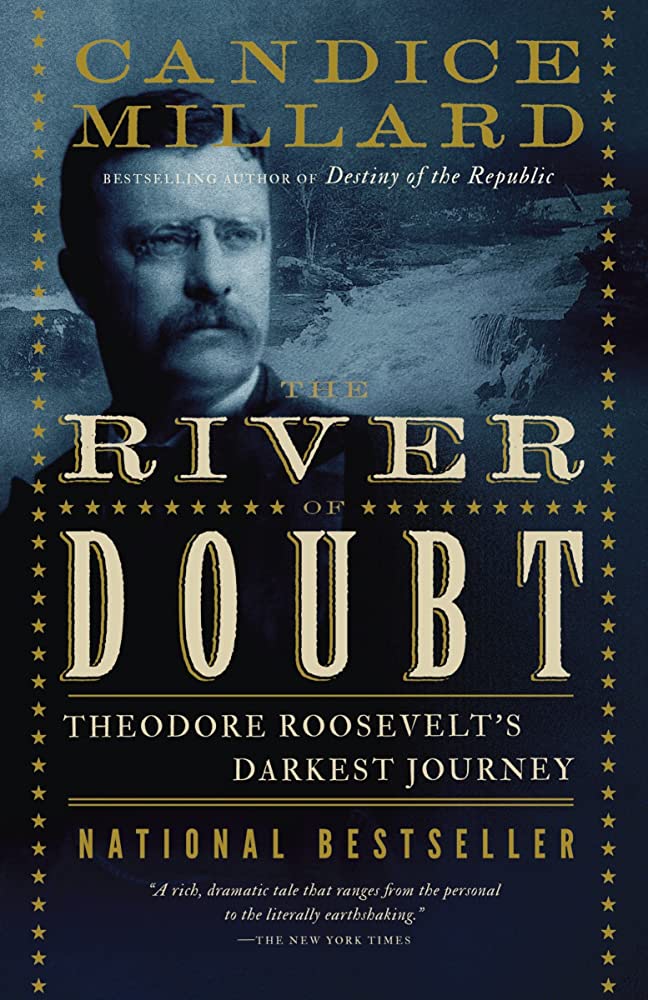 CANDICE
MILLARD
BESTSELLING AUTHOR OF Destiny of the Republic
THE
RIVER
OF
DOUBT
THEODORE ROOSEVELT'S
DARKEST JOURNEY
NATIONAL BESTSELLER
"A rich, dramatic tale that ranges from the personal
to the literally earthshaking."
—THE NEW YORK TIMES